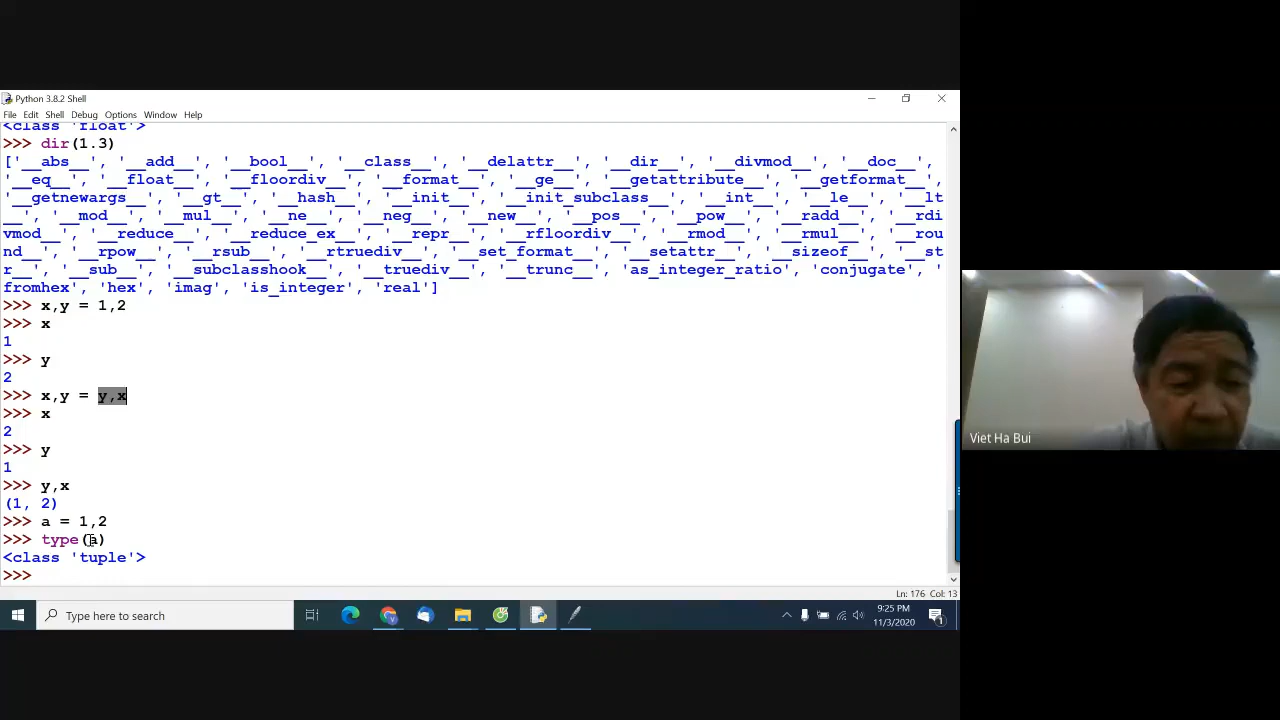 Python 3.8.2 Shell
File Edit Shell Debug Options Window Help
<class 'float'>
>>> dir(1.3)
['__abs__', '__add__', '__bool__', '__class__', '__delattr__', '__dir__', '__divmod__', '__doc__',
'__eq__', '__float__', '__floordiv__', '__format__', '__ge__', '__getattribute__', '__getformat__',
'__getnewargs__', '__gt__', '__hash__', '__init__', '__init_subclass__', '__int__', '__le__', '__lt
__', '__mod__', '__mul__', '__ne__', '__neg__', '__new__', '__pos__', '__pow__', '__radd__', '__rdi
vmod__', '__reduce__', '__reduce_ex__', '__repr__', '__rfloordiv__', '__rmod__', '__rmul__', '__rou
nd__', '__rpow__', '__rsub__', '__rtruediv__', '__set_format__', '__setattr__', '__sizeof__', '__st
r__', '__sub__', '__subclasshook__', '__truediv__', '__trunc__', 'as_integer_ratio', 'conjugate', '
fromhex', 'hex', 'imag', 'is_integer', 'real']
>>> x,y = 1,2
>>> x
1
>>> y
2
>>> x,y = y,x
>>> x
2
>>> y
1
>>> y,x
(1, 2)
>>> a = 1,2
>>> type(a)
<class 'tuple'>
>>>
Ln: 176 Col: 13
Type here to search
9:25 PM
11/3/2020
1
Viet Ha Bui